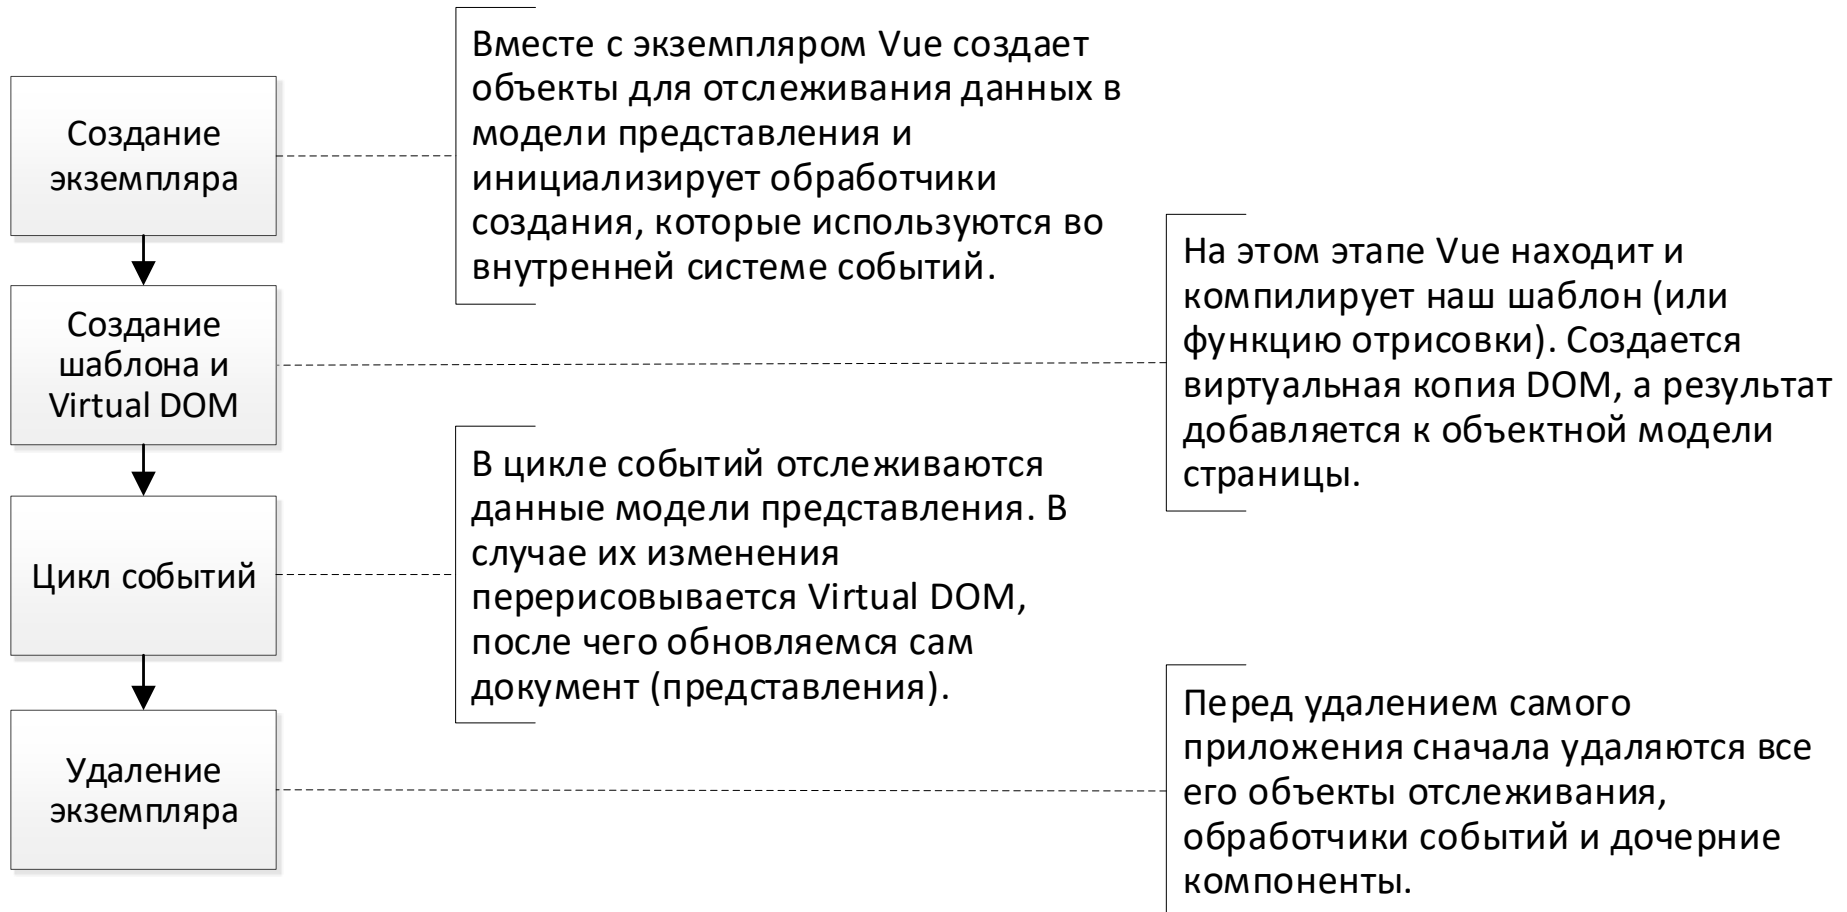 Создание
экземпляра
Вместе с экземпляром Vue создает
объекты для отслеживания данных в
модели представления и
инициализирует обработчики
создания, которые используются во
внутренней системе событий.
Создание
шаблона и
Virtual DOM
На этом этапе Vue находит и
компилирует наш шаблон (или
функцию отрисовки). Создается
виртуальная копия DOM, а результат
добавляется к объектной модели
страницы.
Цикл событий
В цикле событий отслеживаются
данные модели представления. В
случае их изменения
перерисовывается Virtual DOM,
после чего обновляемся сам
документ (представления).
Удаление
экземпляра
Перед удалением самого
приложения сначала удаляются все
его объекты отслеживания,
обработчики событий и дочерние
компоненты.